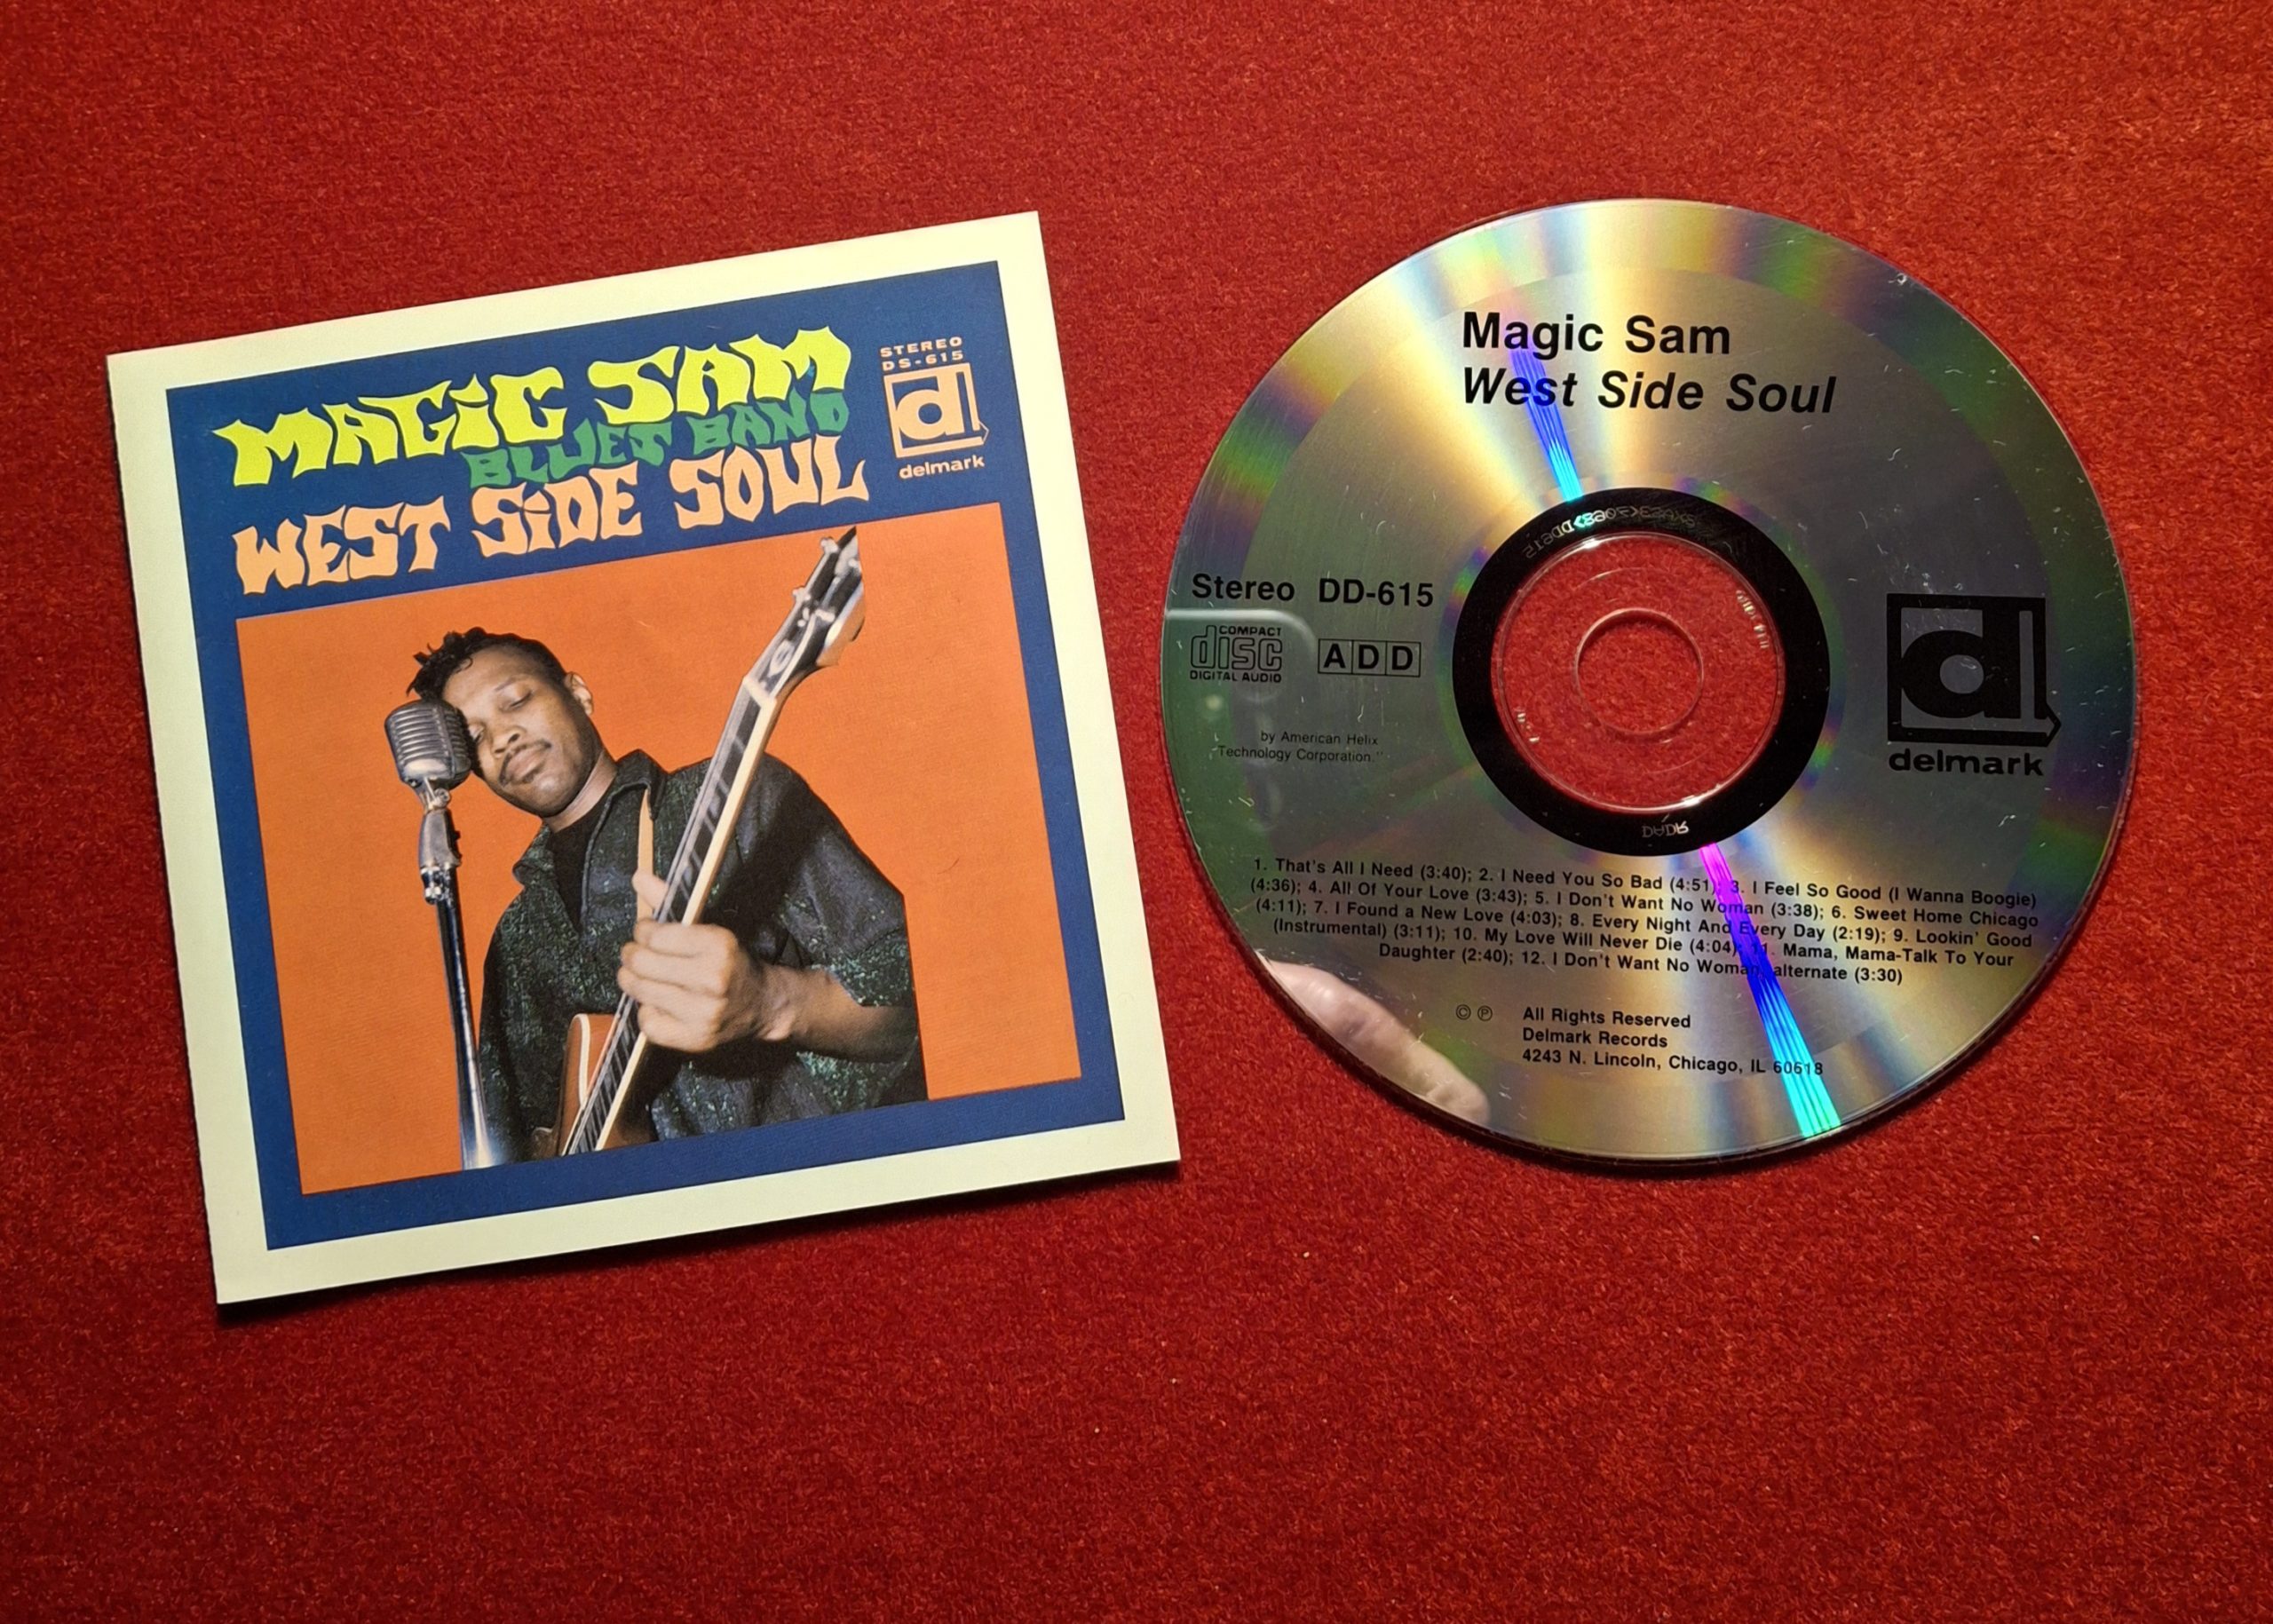 MAGIC SAM
BLUES BAND
WEST SIDE SOUL
STEREO
DS-615
d
delmark
Magic Sam
West Side Soul
Stereo DD-615
COMPACT
disc
DIGITAL AUDIO
ADD
by American Helix
Technology Corporation."
d
delmark
1. That's All I Need (3:40); 2. I Need You So Bad (4:51); 3. I Feel So Good (I Wanna Boogie)
(4:36); 4. All Of Your Love (3:43); 5. I Don't Want No Woman (3:38); 6. Sweet Home Chicago
(4:11); 7. I Found a New Love (4:03); 8. Every Night And Every Day (2:19); 9. Lookin' Good
(Instrumental) (3:11); 10. My Love Will Never Die (4:04); 11. Mama, Mama-Talk To Your
Daughter (2:40); 12. I Don't Want No Woman, alternate (3:30)
© ℗ All Rights Reserved
Delmark Records
4243 N. Lincoln, Chicago, IL 60618